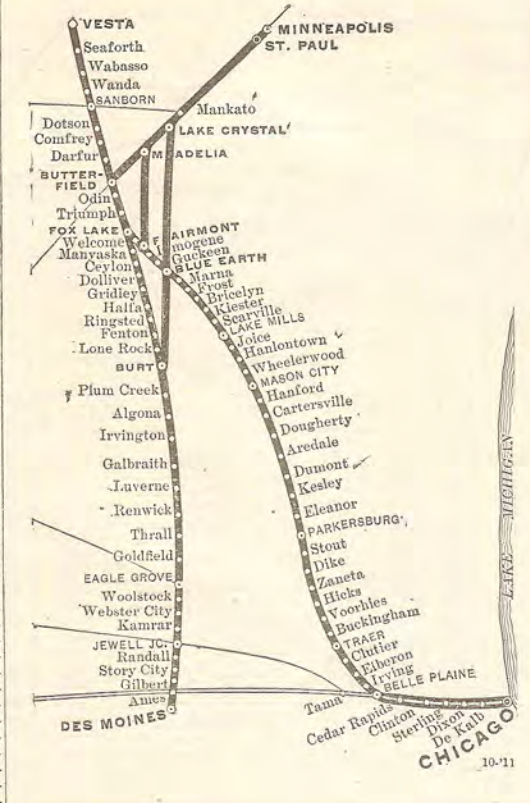 VESTA
Seaforth
Wabasso
Wanda
SANBORN
Dotson
Comfrey
Darfur
BUTTER-
FIELD
Odin
Triumph
FOX LAKE
Welcome
Manyaska
Ceylon
Dolliver
Gridley
Halfa
Ringsted
Fenton
Lone Rock
BURT
Plum Creek
Algona
Irvington
Galbraith
Luverne
Renwick
Thrall
Goldfield
EAGLE GROVE
Woolstock
Webster City
Kamrar
JEWELL JC.
Randall
Story City
Gilbert
Ames
DES MOINES
MINNEAPOLIS
ST. PAUL
Mankato
LAKE CRYSTAL
MADELIA
FAIRMONT
Imogene
Guckeen
BLUE EARTH
Marna
Frost
Bricelyn
Kiester
Scarville
LAKE MILLS
Joice
Hanlontown
Wheelerwood
MASON CITY
Hanford
Cartersville
Dougherty
Aredale
Dumont
Kesley
Eleanor
PARKERSBURG
Stout
Dike
Zaneta
Hicks
Voorhies
Buckingham
TRAER
Clutier
Elberon
Irving
BELLE PLAINE
Tama
Cedar Rapids
Clinton
Sterling
Dixon
De Kalb
CHICAGO
LAKE MICHIGAN
10-'11